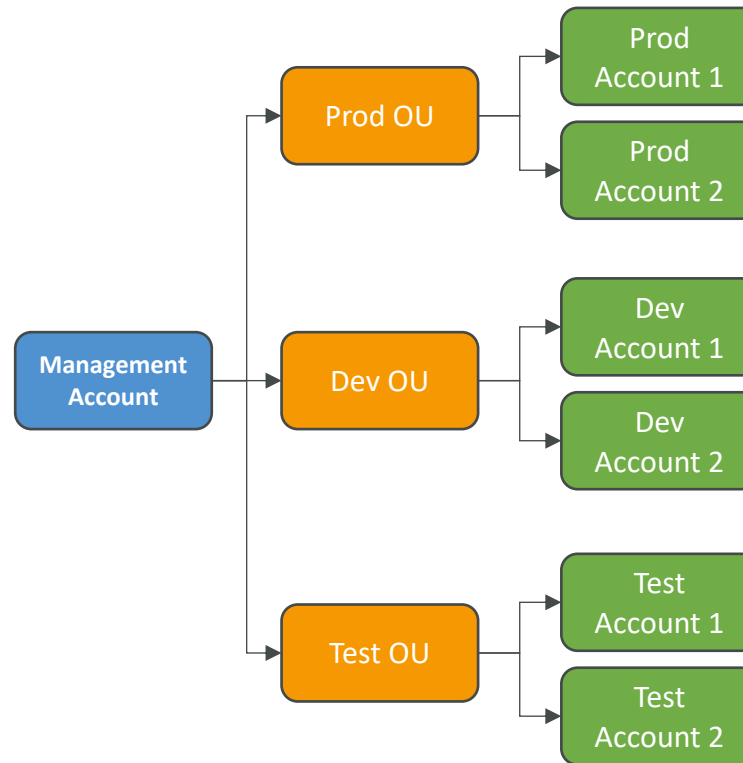 Prod
Account 1
Prod OU
Prod
Account 2
Dev
Account 1
Management
Account
Dev OU
Dev
Account 2
Test
Account 1
Test OU
Test
Account 2